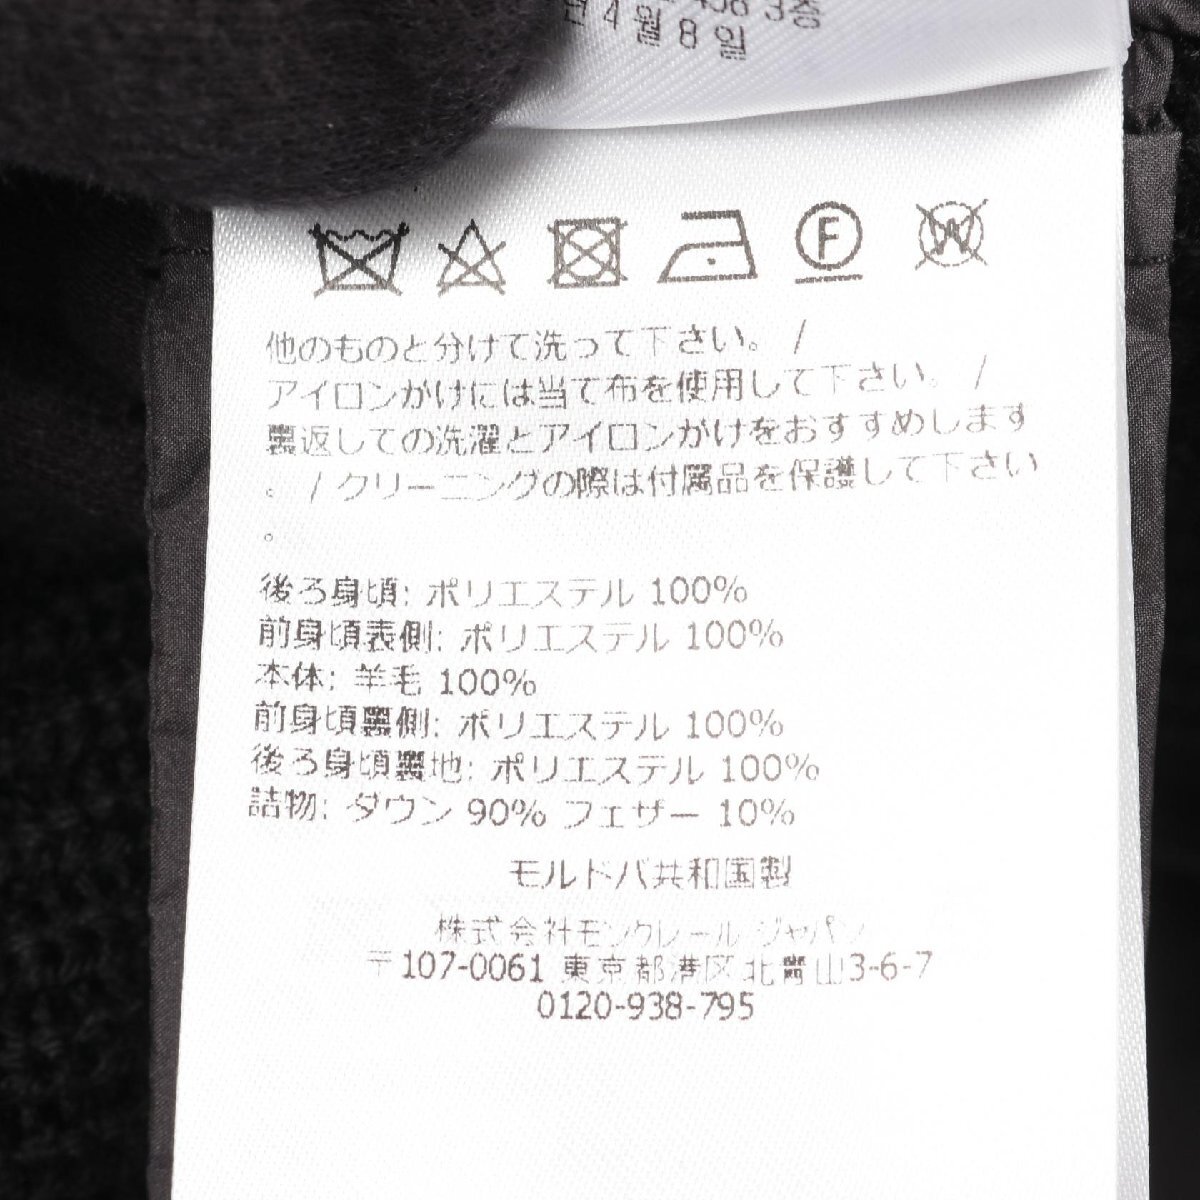 4월 8일
F
W
他のものと分けて洗って下さい。 /
アイロンがけには当て布を使用して下さい。 /
裏返しての洗濯とアイロンがけをおすすめします
。 / クリーニングの際は付属品を保護して下さい
。
後ろ身頃: ポリエステル 100%
前身頃表側: ポリエステル 100%
本体: 羊毛 100%
前身頃裏側: ポリエステル 100%
後ろ身頃裏地: ポリエステル 100%
詰物: ダウン 90% フェザー 10%
モルドバ共和国製
株式会社モンクレール ジャパン
〒107-0061 東京都港区北青山3-6-7
0120-938-795